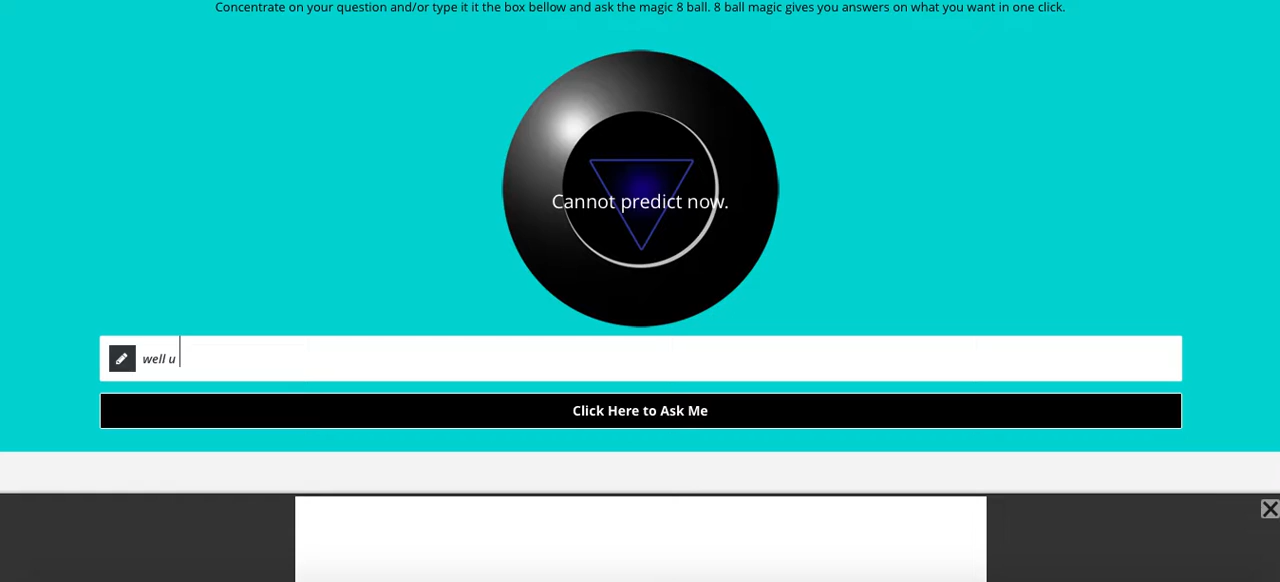 Concentrate on your question and/or type it it the box bellow and ask the magic 8 ball. 8 ball magic gives you answers on what you want in one click.
Cannot predict now.
well u
Click Here to Ask Me